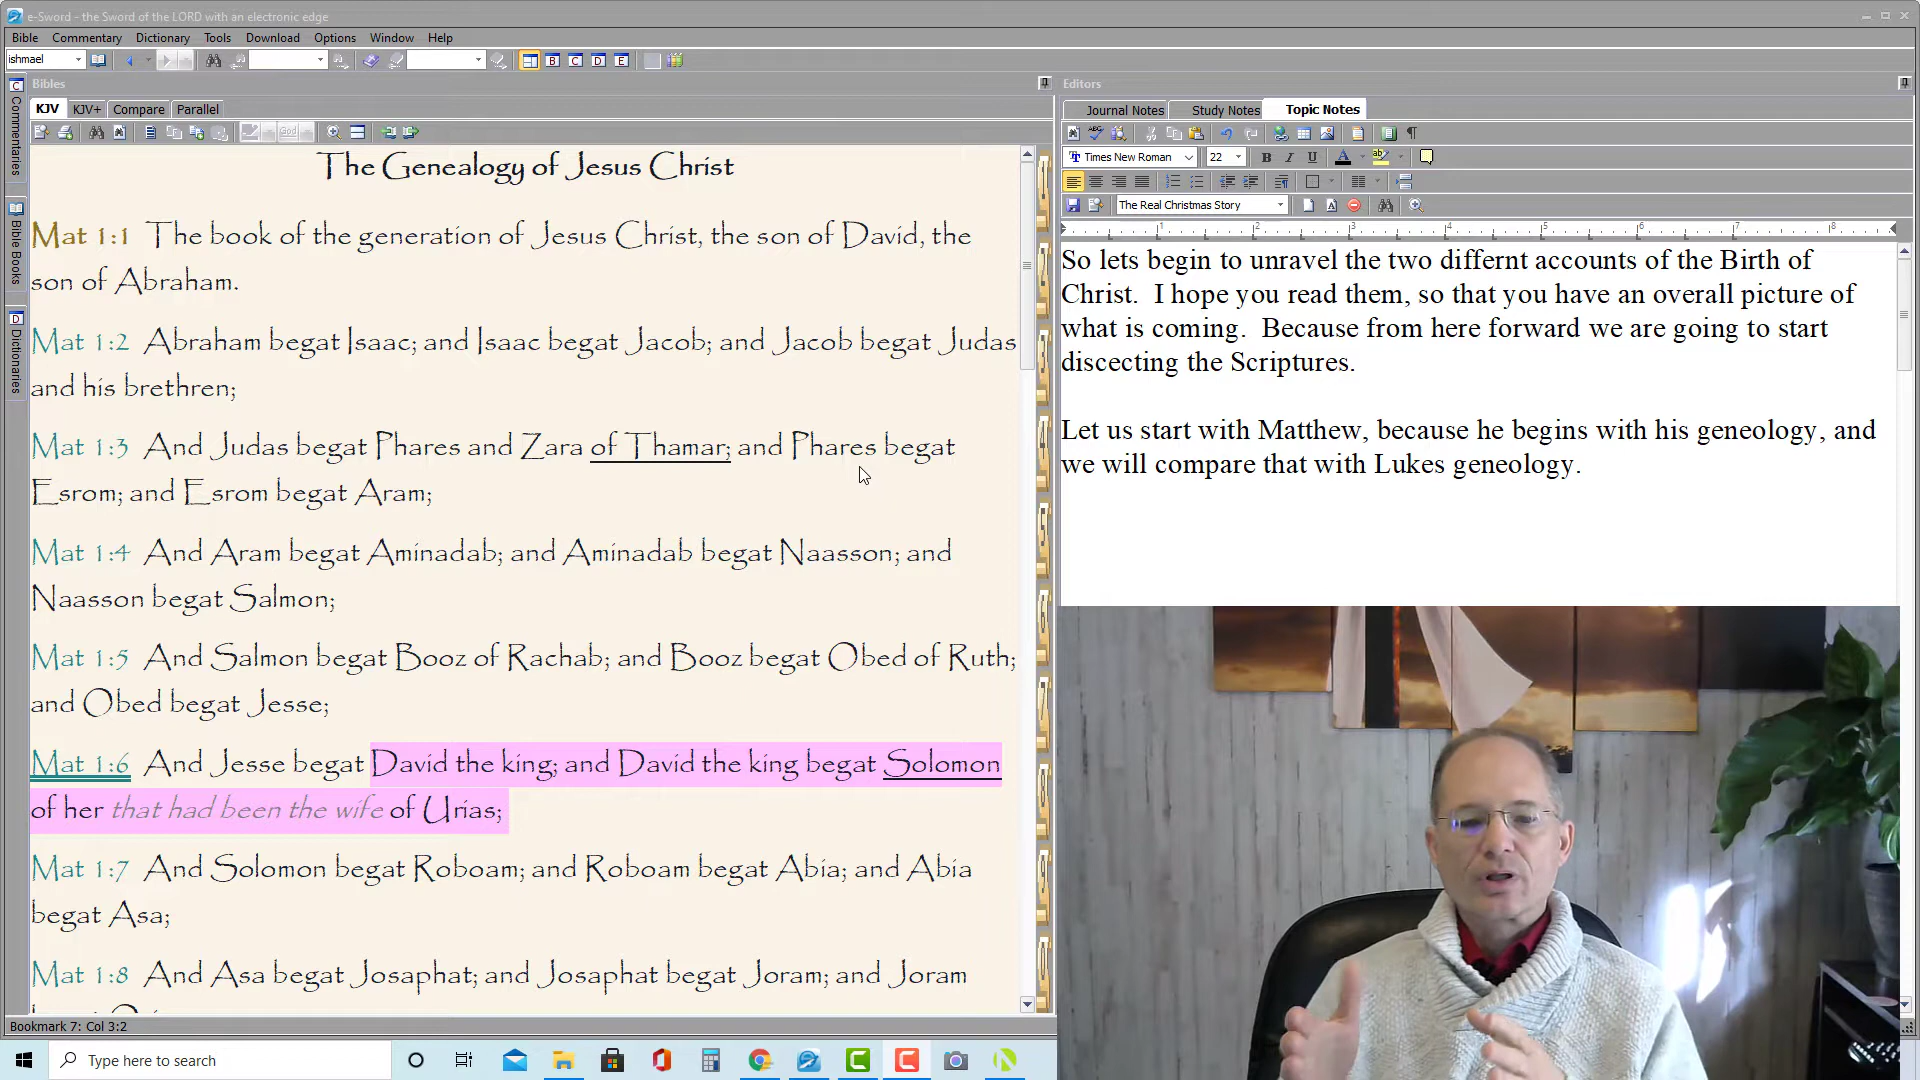 e-Sword - the Sword of the LORD with an electronic edge
Bible Commentary Dictionary Tools Download Options Window Help
ishmael
B C D E
Bibles
KJV KJV+ Compare Parallel
C Commentaries
Bible Books
D Dictionaries
The Genealogy of Jesus Christ
Mat 1:1 The book of the generation of Jesus Christ, the son of David, the
son of Abraham.
Mat 1:2 Abraham begat Isaac; and Isaac begat Jacob; and Jacob begat Judas
and his brethren;
Mat 1:3 And Judas begat Phares and Zara of Thamar; and Phares begat
Esrom; and Esrom begat Aram;
Mat 1:4 And Aram begat Aminadab; and Aminadab begat Naasson; and
Naasson begat Salmon;
Mat 1:5 And Salmon begat Booz of Rachab; and Booz begat Obed of Ruth;
and Obed begat Jesse;
Mat 1:6 And Jesse begat David the king; and David the king begat Solomon
of her that had been the wife of Urias;
Mat 1:7 And Solomon begat Roboam; and Roboam begat Abia; and Abia
begat Asa;
Mat 1:8 And Asa begat Josaphat; and Josaphat begat Joram; and Joram
Bookmark 7: Col 3:2
Editors
Journal Notes Study Notes Topic Notes
Times New Roman 22 B I U A ab
The Real Christmas Story
1 2 3 4 5 6 7 8
So lets begin to unravel the two differnt accounts of the Birth of
Christ. I hope you read them, so that you have an overall picture of
what is coming. Because from here forward we are going to start
discecting the Scriptures.
Let us start with Matthew, because he begins with his geneology, and
we will compare that with Lukes geneology.
Type here to search